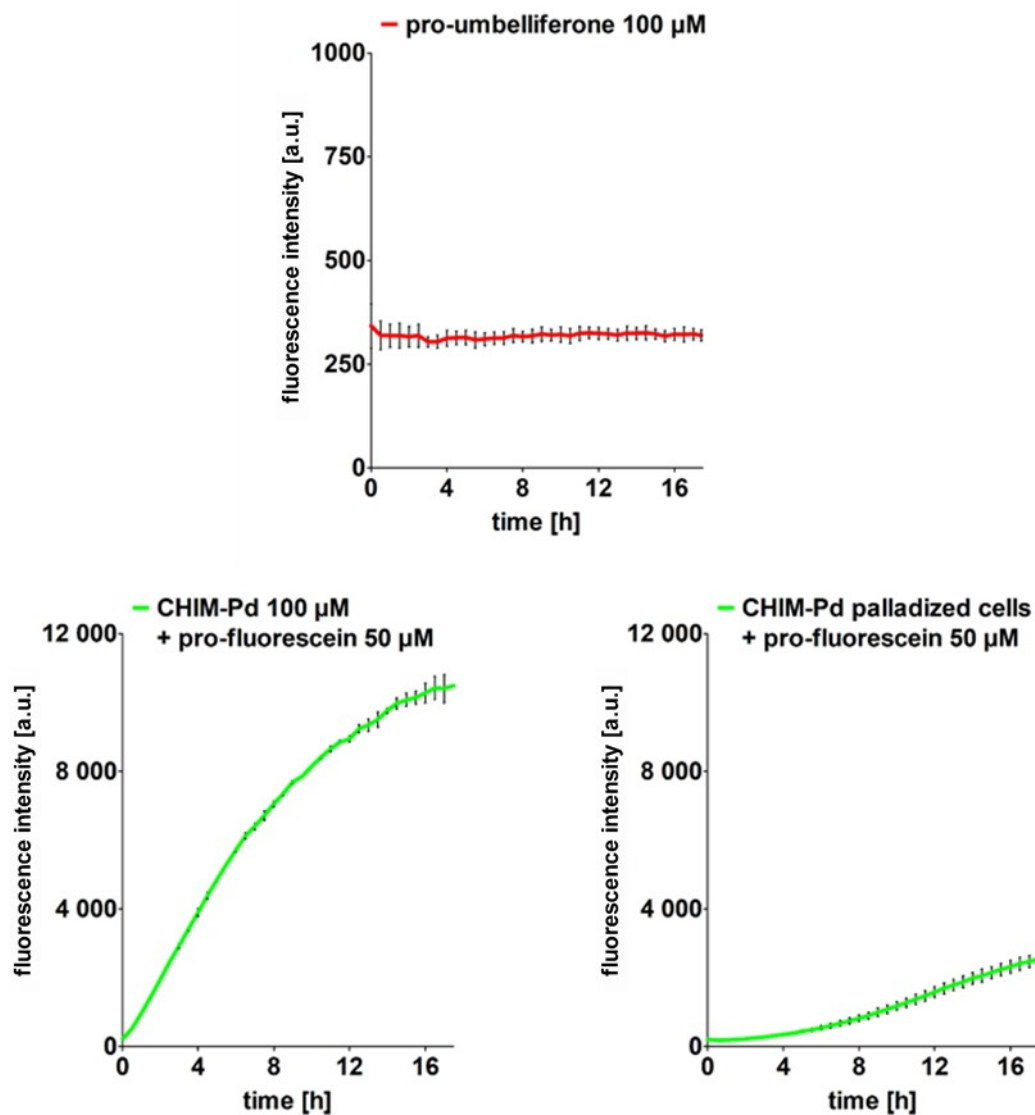 pro-umbelliferone 100 µM
fluorescence intensity [a.u.]
1000
750
500
250
0
0 4 8 12 16
time [h]
CHIM-Pd 100 µM
+ pro-fluorescein 50 µM
fluorescence intensity [a.u.]
12 000
8 000
4 000
0
0 4 8 12 16
time [h]
CHIM-Pd palladized cells
+ pro-fluorescein 50 µM
fluorescence intensity [a.u.]
12 000
8 000
4 000
0
0 4 8 12 16
time [h]